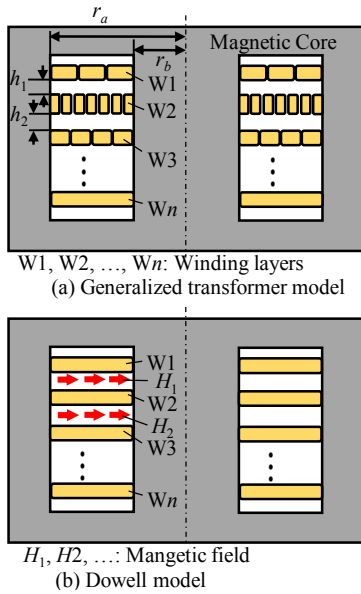 r_a
r_b
Magnetic Core
h_1
W1
W2
h_2
W3
Wn
W1, W2, …, Wn: Winding layers
(a) Generalized transformer model
W1
H_1
W2
H_2
W3
Wn
H_1, H2, …: Mangetic field
(b) Dowell model